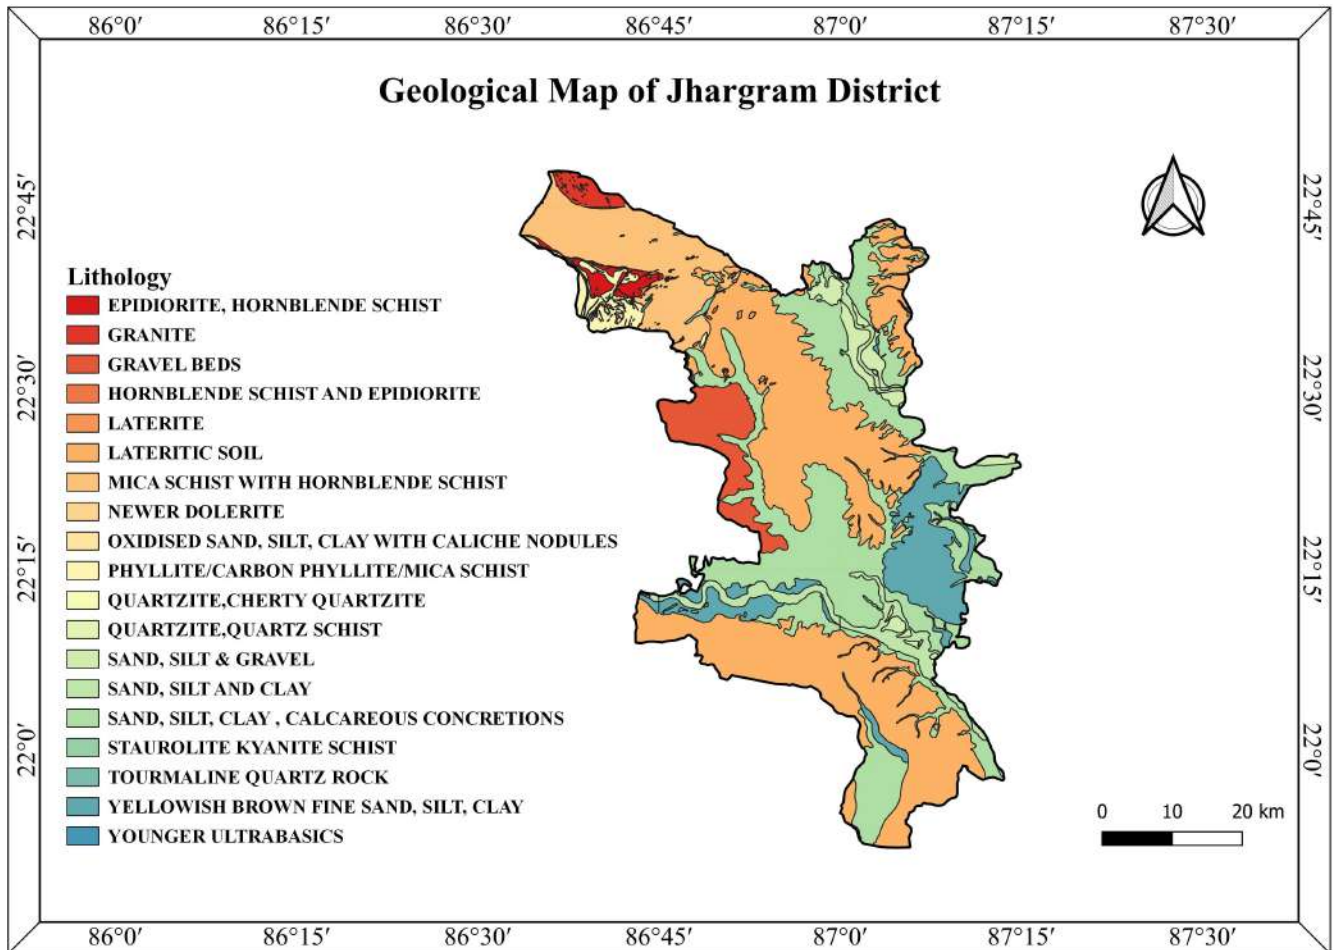 86°0′ 86°15′ 86°30′ 86°45′ 87°0′ 87°15′ 87°30′
Geological Map of Jhargram District
22°45′ 22°45′
Lithology
EPIDIORITE, HORNBLENDE SCHIST
GRANITE
GRAVEL BEDS
22°30′ 22°30′
HORNBLENDE SCHIST AND EPIDIORITE
LATERITE
LATERITIC SOIL
MICA SCHIST WITH HORNBLENDE SCHIST
NEWER DOLERITE
OXIDISED SAND, SILT, CLAY WITH CALICHE NODULES
22°15′ 22°15′
PHYLLITE/CARBON PHYLLITE/MICA SCHIST
QUARTZITE,CHERTY QUARTZITE
QUARTZITE,QUARTZ SCHIST
SAND, SILT & GRAVEL
SAND, SILT AND CLAY
SAND, SILT, CLAY , CALCAREOUS CONCRETIONS
22°0′ 22°0′
STAUROLITE KYANITE SCHIST
TOURMALINE QUARTZ ROCK
YELLOWISH BROWN FINE SAND, SILT, CLAY
YOUNGER ULTRABASICS
0 10 20 km
86°0′ 86°15′ 86°30′ 86°45′ 87°0′ 87°15′ 87°30′